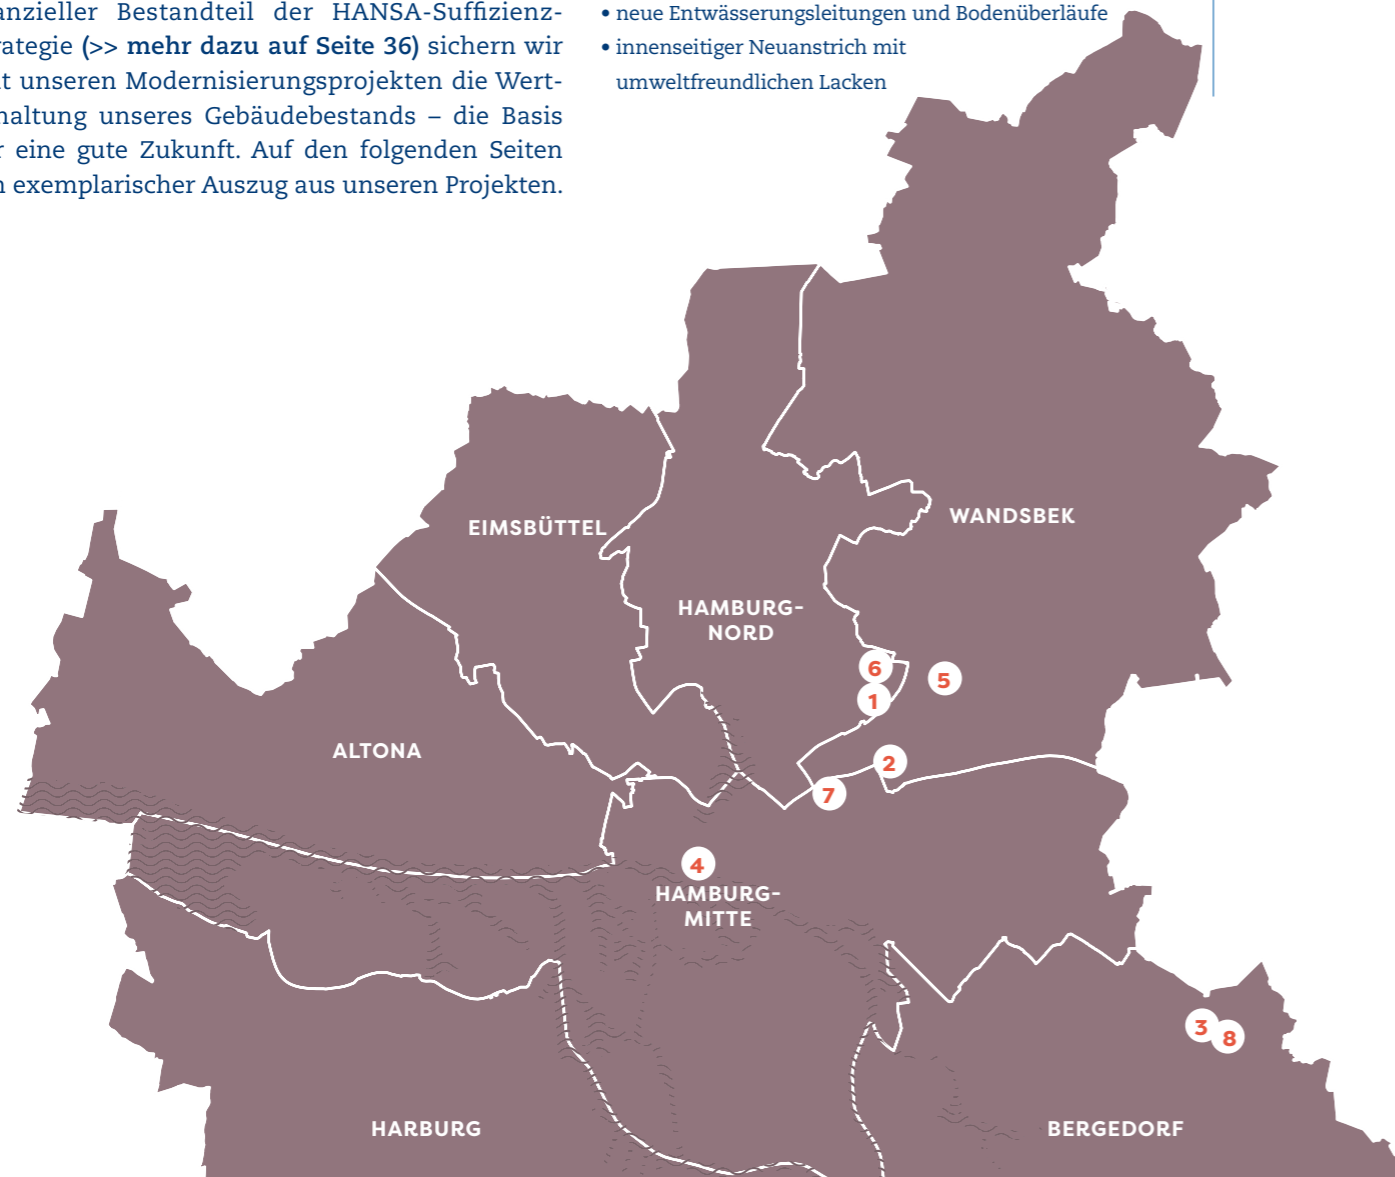 anzieller Bestandteil der HANSA-Suffizienz-
rategie (>> mehr dazu auf Seite 36) sichern wir
t unseren Modernisierungsprojekten die Wert-
haltung unseres Gebäudebestands – die Basis
r eine gute Zukunft. Auf den folgenden Seiten
n exemplarischer Auszug aus unseren Projekten.
• neue Entwässerungsleitungen und Bodenüberläufe
• innenseitiger Neuanstrich mit
umweltfreundlichen Lacken
WANDSBEK
EIMSBÜTTEL
HAMBURG-
NORD
6
5
1
ALTONA
2
7
4
HAMBURG-
MITTE
3
8
HARBURG
BERGEDORF